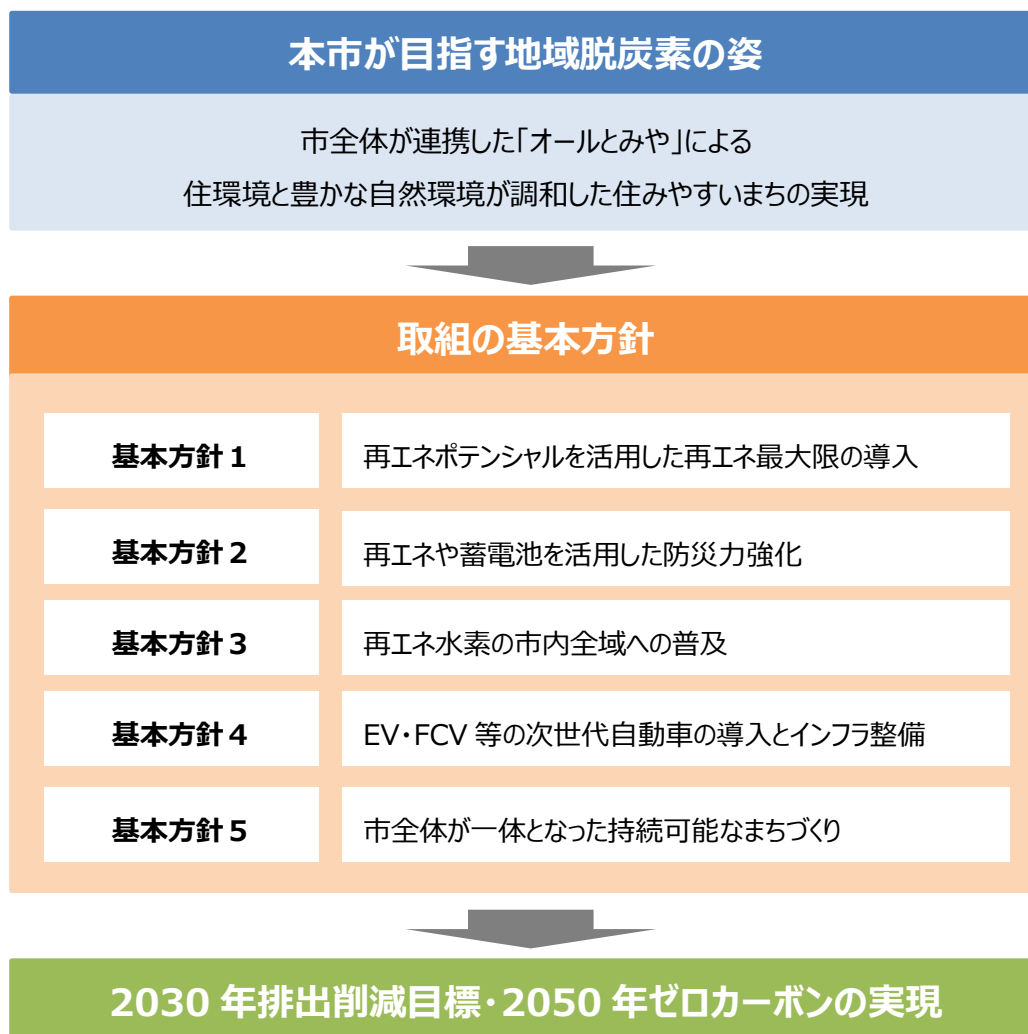 本市が目指す地域脱炭素の姿
市全体が連携した「オールとみや」による
住環境と豊かな自然環境が調和した住みやすいまちの実現
取組の基本方針
基本方針１ 再エネポテンシャルを活用した再エネ最大限の導入
基本方針２ 再エネや蓄電池を活用した防災力強化
基本方針３ 再エネ水素の市内全域への普及
基本方針４ EV・FCV 等の次世代自動車の導入とインフラ整備
基本方針５ 市全体が一体となった持続可能なまちづくり
2030 年排出削減目標・2050 年ゼロカーボンの実現